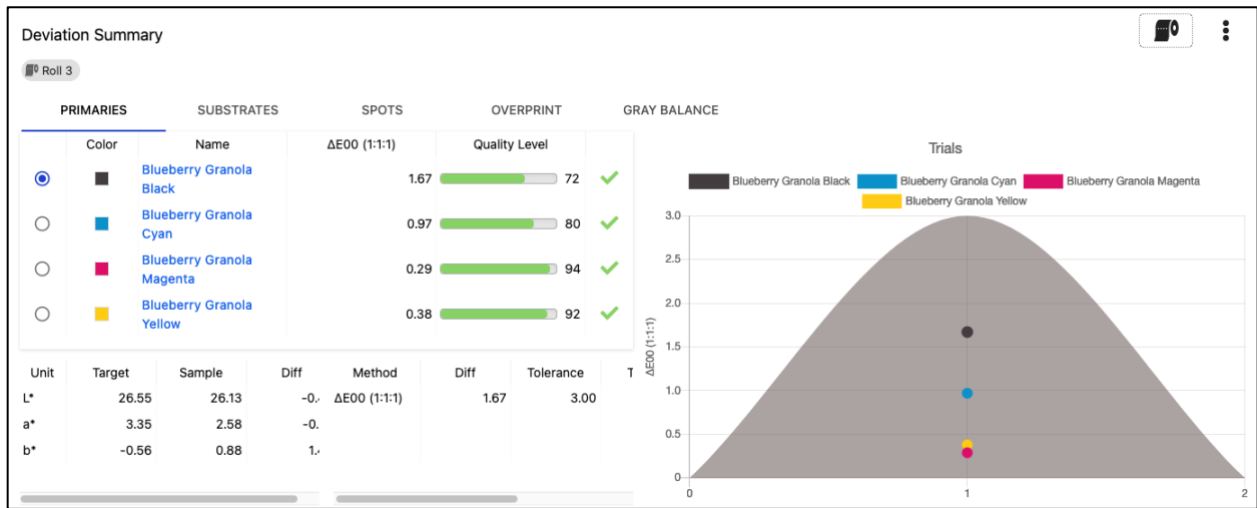 Deviation Summary
Roll 3
PRIMARIES SUBSTRATES SPOTS OVERPRINT GRAY BALANCE
Color Name ΔE00 (1:1:1) Quality Level
Blueberry Granola Black 1.67 72
Blueberry Granola Cyan 0.97 80
Blueberry Granola Magenta 0.29 94
Blueberry Granola Yellow 0.38 92
Unit Target Sample Diff Method Diff Tolerance T
L* 26.55 26.13 -0. ΔE00 (1:1:1) 1.67 3.00
a* 3.35 2.58 -0.
b* -0.56 0.88 1.
Trials
Blueberry Granola Black Blueberry Granola Cyan Blueberry Granola Magenta
Blueberry Granola Yellow
ΔE00 (1:1:1)
3.0
2.5
2.0
1.5
1.0
0.5
0
0 1 2